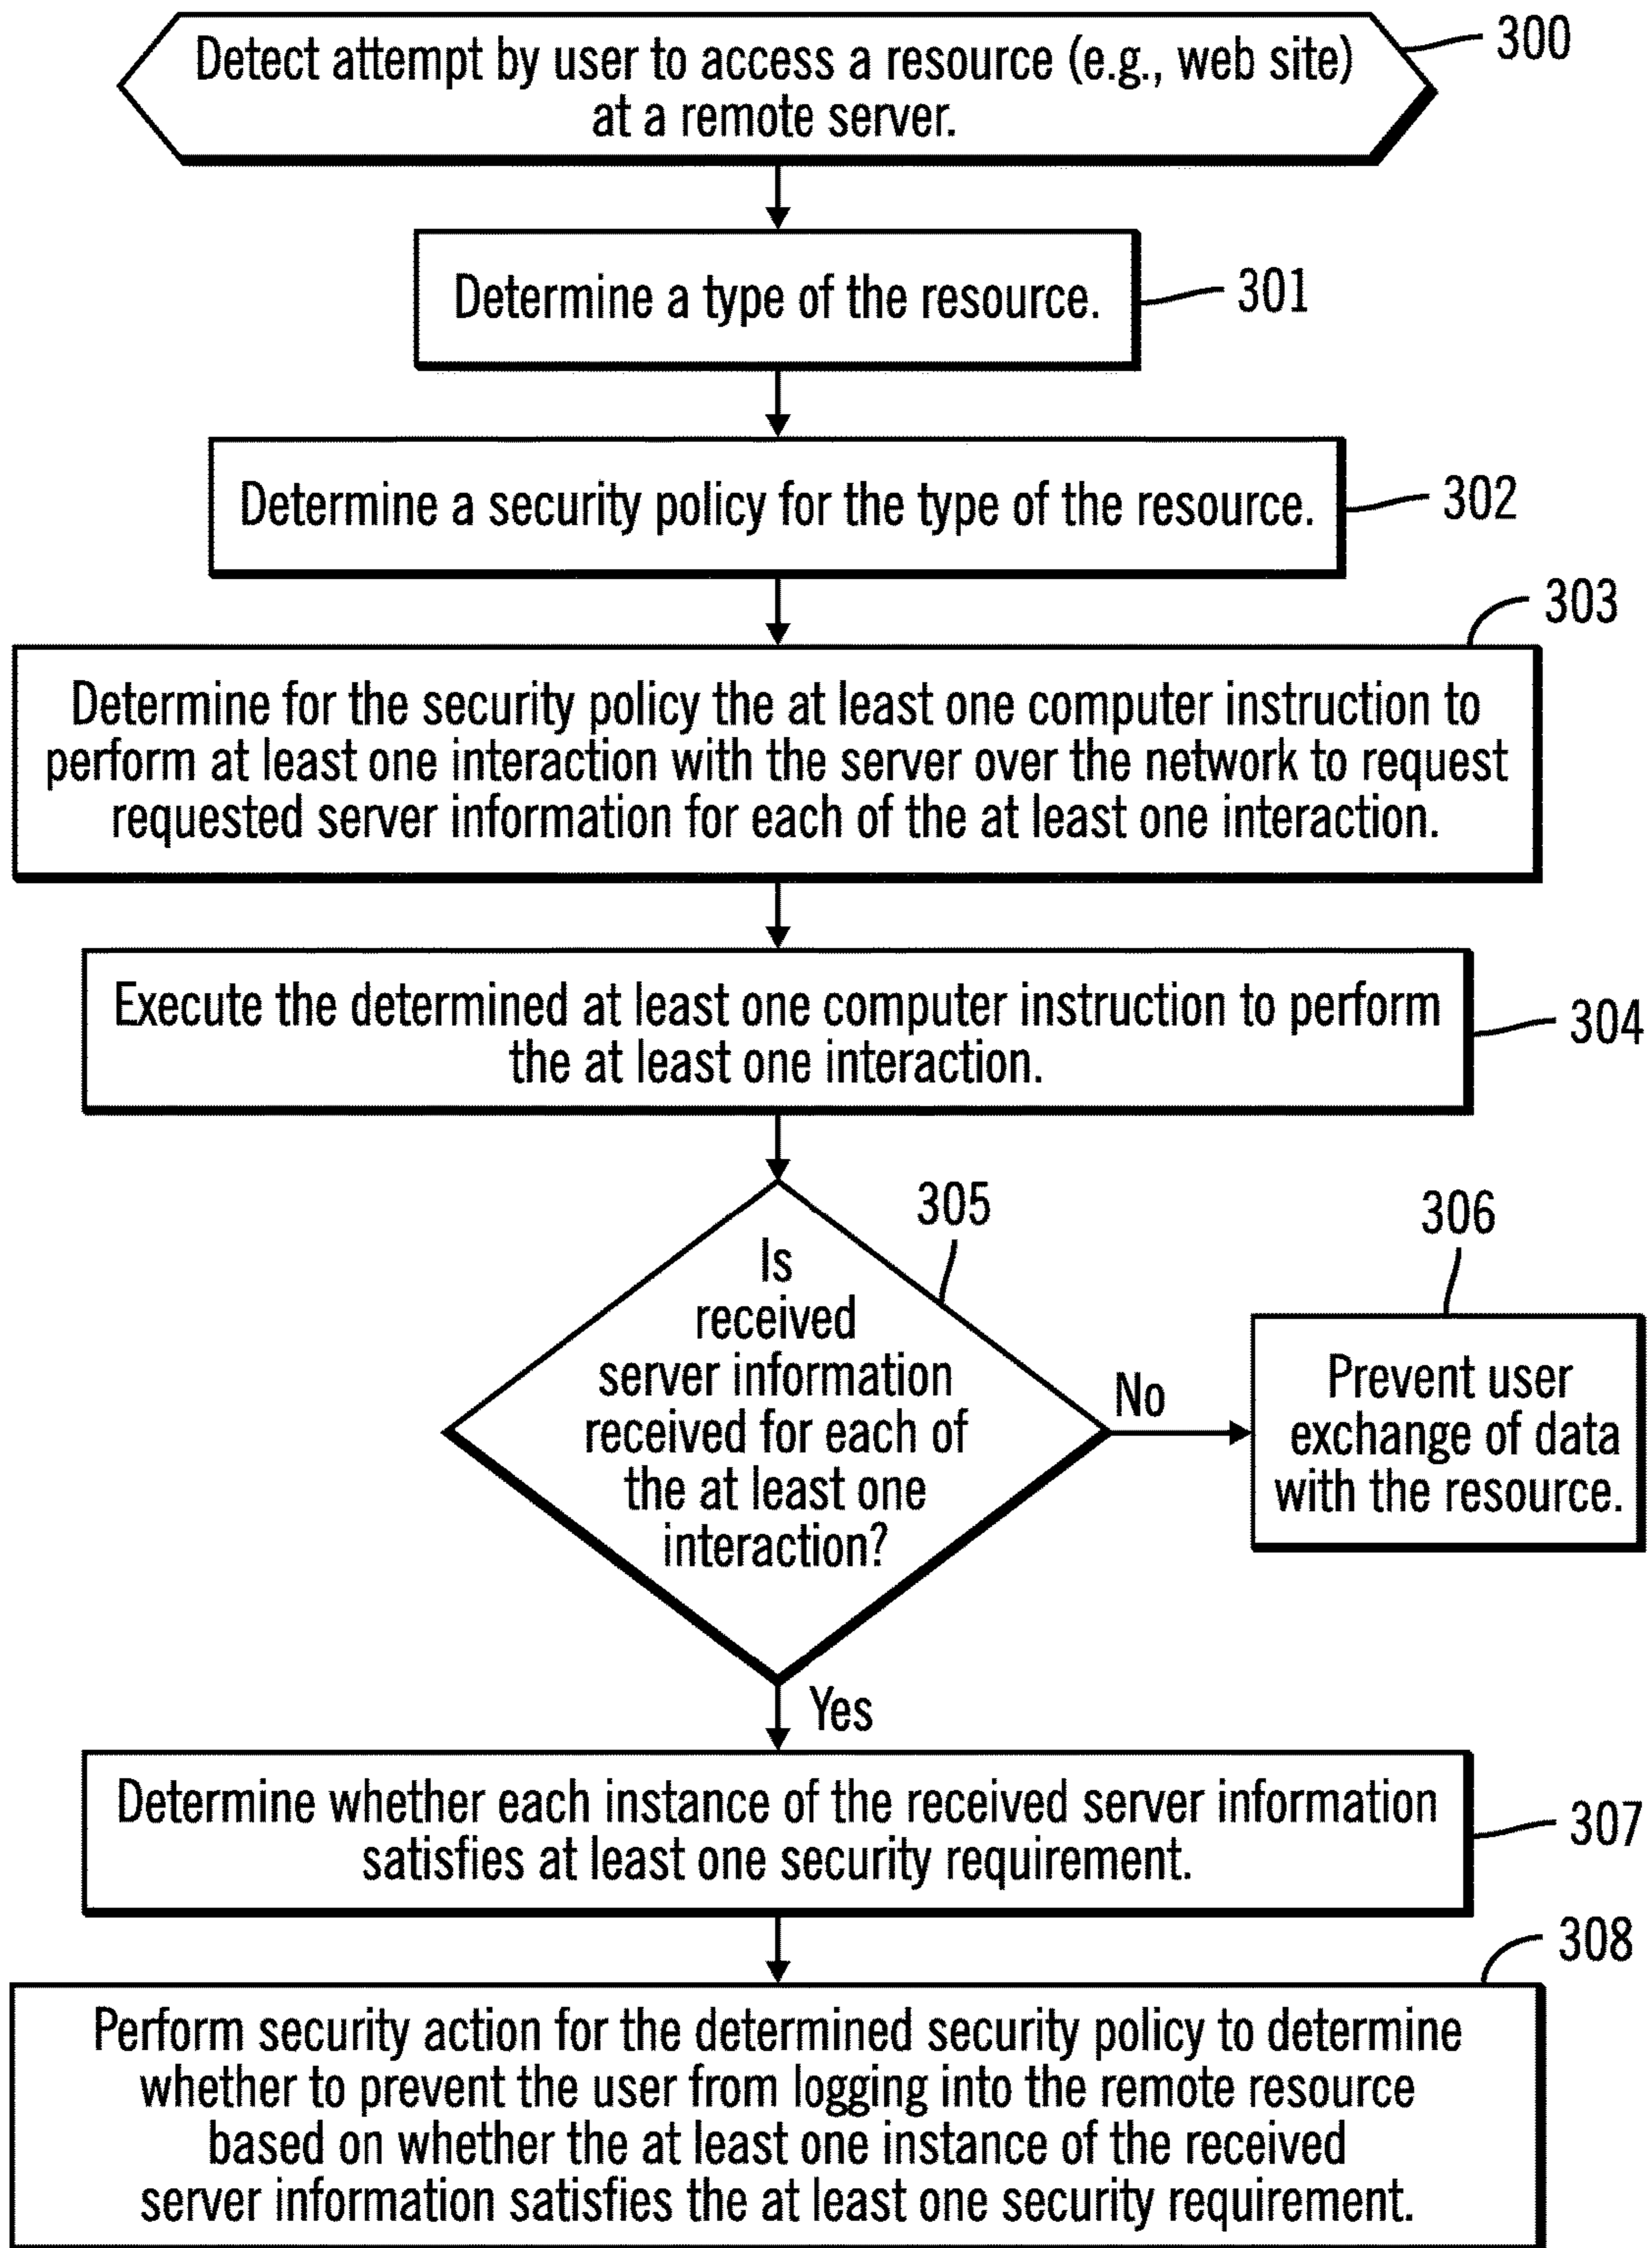 Detect attempt by user to access a resource (e.g., web site)
at a remote server.
300
Determine a type of the resource.
301
Determine a security policy for the type of the resource.
302
303
Determine for the security policy the at least one computer instruction to
perform at least one interaction with the server over the network to request
requested server information for each of the at least one interaction.
Execute the determined at least one computer instruction to perform
the at least one interaction.
304
305
Is
received
server information
received for each of
the at least one
interaction?
No
306
Prevent user
exchange of data
with the resource.
Yes
Determine whether each instance of the received server information
satisfies at least one security requirement.
307
308
Perform security action for the determined security policy to determine
whether to prevent the user from logging into the remote resource
based on whether the at least one instance of the received
server information satisfies the at least one security requirement.